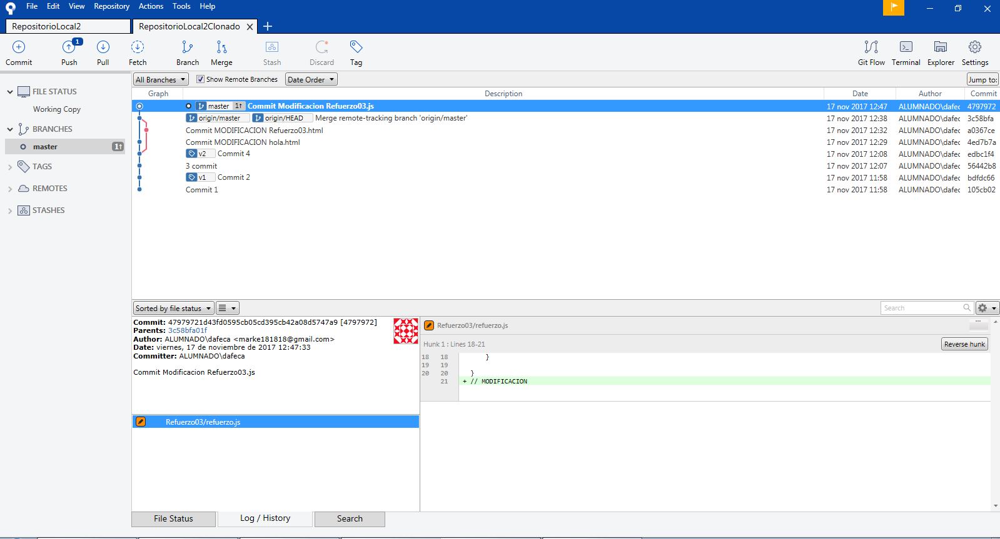 File Edit View Repository Actions Tools Help
RepositorioLocal2 RepositorioLocal2Clonado
1
Commit Push Pull Fetch Branch Merge Stash Discard Tag Git Flow Terminal Explorer Settings
All Branches Show Remote Branches Date Order Jump to:
Graph Description Date Author Commit
master 1↑ Commit Modificacion Refuerzo03.js 17 nov 2017 12:47 ALUMNADO\dafec 4797972
origin/master origin/HEAD Merge remote-tracking branch 'origin/master' 17 nov 2017 12:38 ALUMNADO\dafec 3c58bfa
Commit MODIFICACION Refuerzo03.html 17 nov 2017 12:32 ALUMNADO\dafec a0367ce
Commit MODIFICACION hola.html 17 nov 2017 12:29 ALUMNADO\dafec 4ed7b7a
v2 Commit 4 17 nov 2017 12:08 ALUMNADO\dafec edbc1f4
3 commit 17 nov 2017 12:07 ALUMNADO\dafec 56442b8
v1 Commit 2 17 nov 2017 11:58 ALUMNADO\dafec bdfdc66
Commit 1 17 nov 2017 11:58 ALUMNADO\dafec 105cb02
FILE STATUS
Working Copy
BRANCHES
master 1↑
TAGS
REMOTES
STASHES
Sorted by file status Search
Commit: 47979721d43fd0595cb05cd395cb42a08d5747a9 [4797972]
Parents: 3c58bfa01f
Author: ALUMNADO\dafeca <marke181818@gmail.com>
Date: viernes, 17 de noviembre de 2017 12:47:33
Committer: ALUMNADO\dafeca
Commit Modificacion Refuerzo03.js
Refuerzo03/refuerzo.js
Refuerzo03/refuerzo.js
Hunk 1 : Lines 18-21 Reverse hunk
18 18 }
19 19
20 20 }
21 + // MODIFICACION
File Status Log / History Search